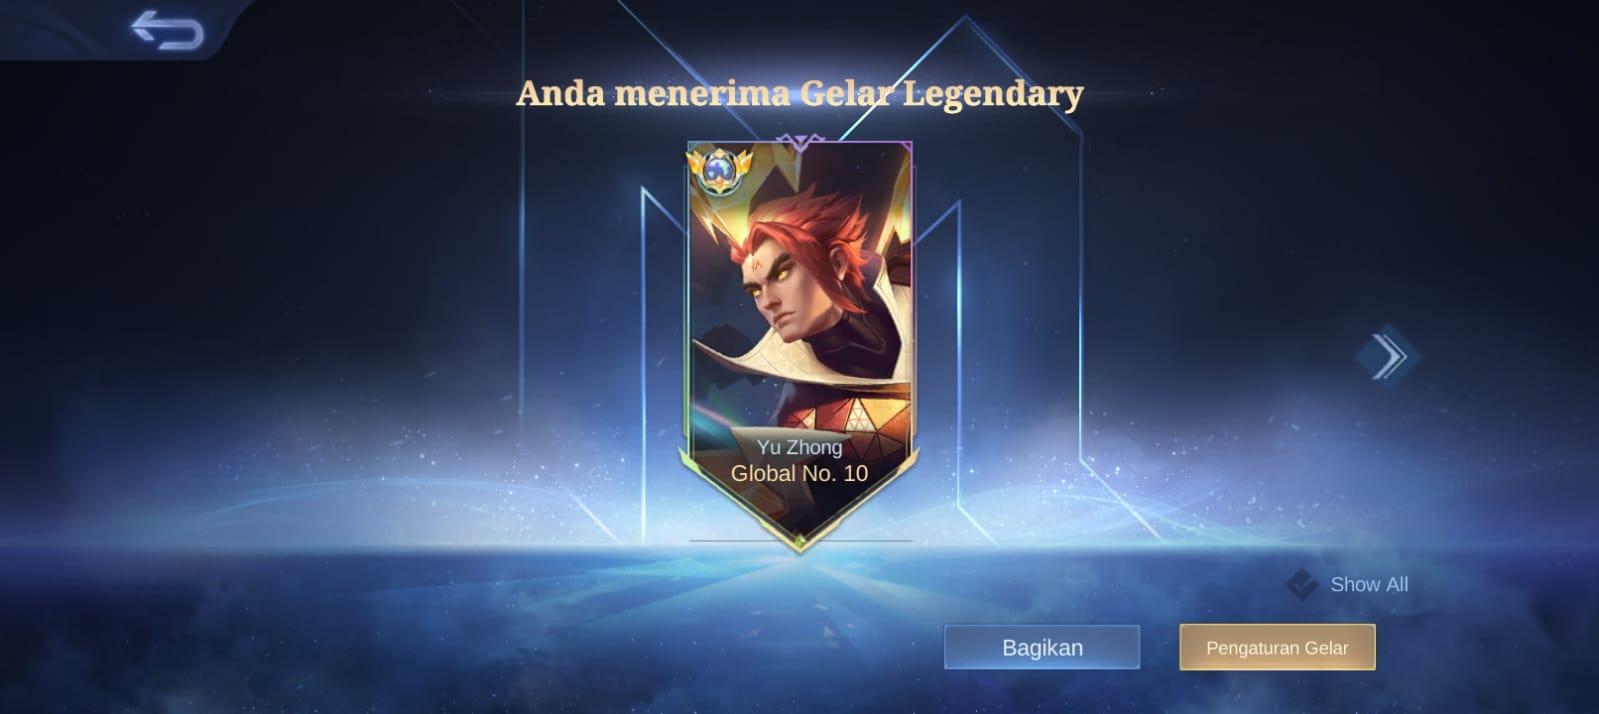 Anda menerima Gelar Legendary
Yu Zhong
Global No. 10
Show All
Bagikan
Pengaturan Gelar